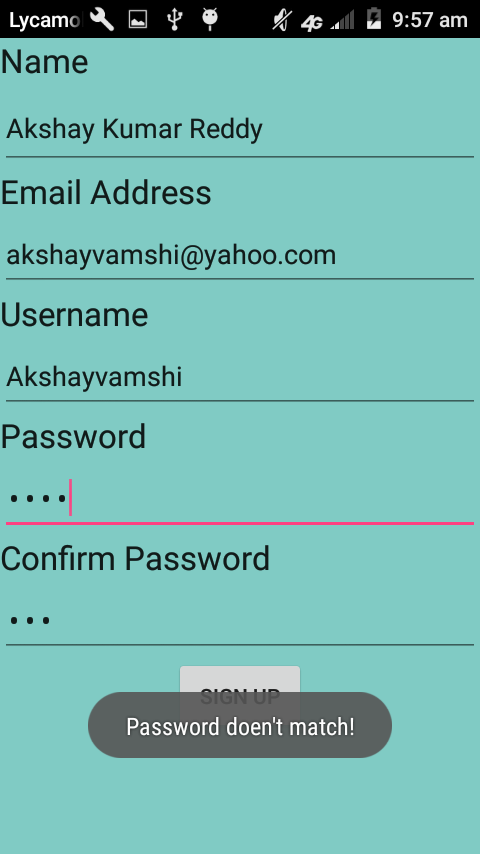 Lycamo 4G 9:57 am
Name
Akshay Kumar Reddy
Email Address
akshayvamshi@yahoo.com
Username
Akshayvamshi
Password
••••
Confirm Password
•••
SIGN UP
Password doen't match!